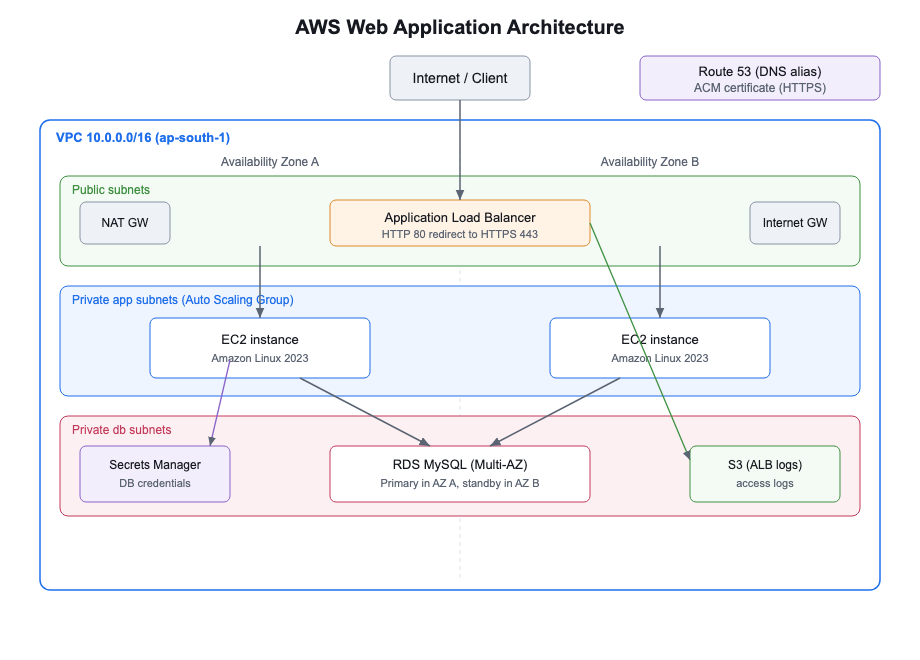 AWS Web Application Architecture
Internet / Client
Route 53 (DNS alias)
ACM certificate (HTTPS)
VPC 10.0.0.0/16 (ap-south-1)
Availability Zone A
Availability Zone B
Public subnets
NAT GW
Application Load Balancer
HTTP 80 redirect to HTTPS 443
Internet GW
Private app subnets (Auto Scaling Group)
EC2 instance
Amazon Linux 2023
EC2 instance
Amazon Linux 2023
Private db subnets
Secrets Manager
DB credentials
RDS MySQL (Multi-AZ)
Primary in AZ A, standby in AZ B
S3 (ALB logs)
access logs